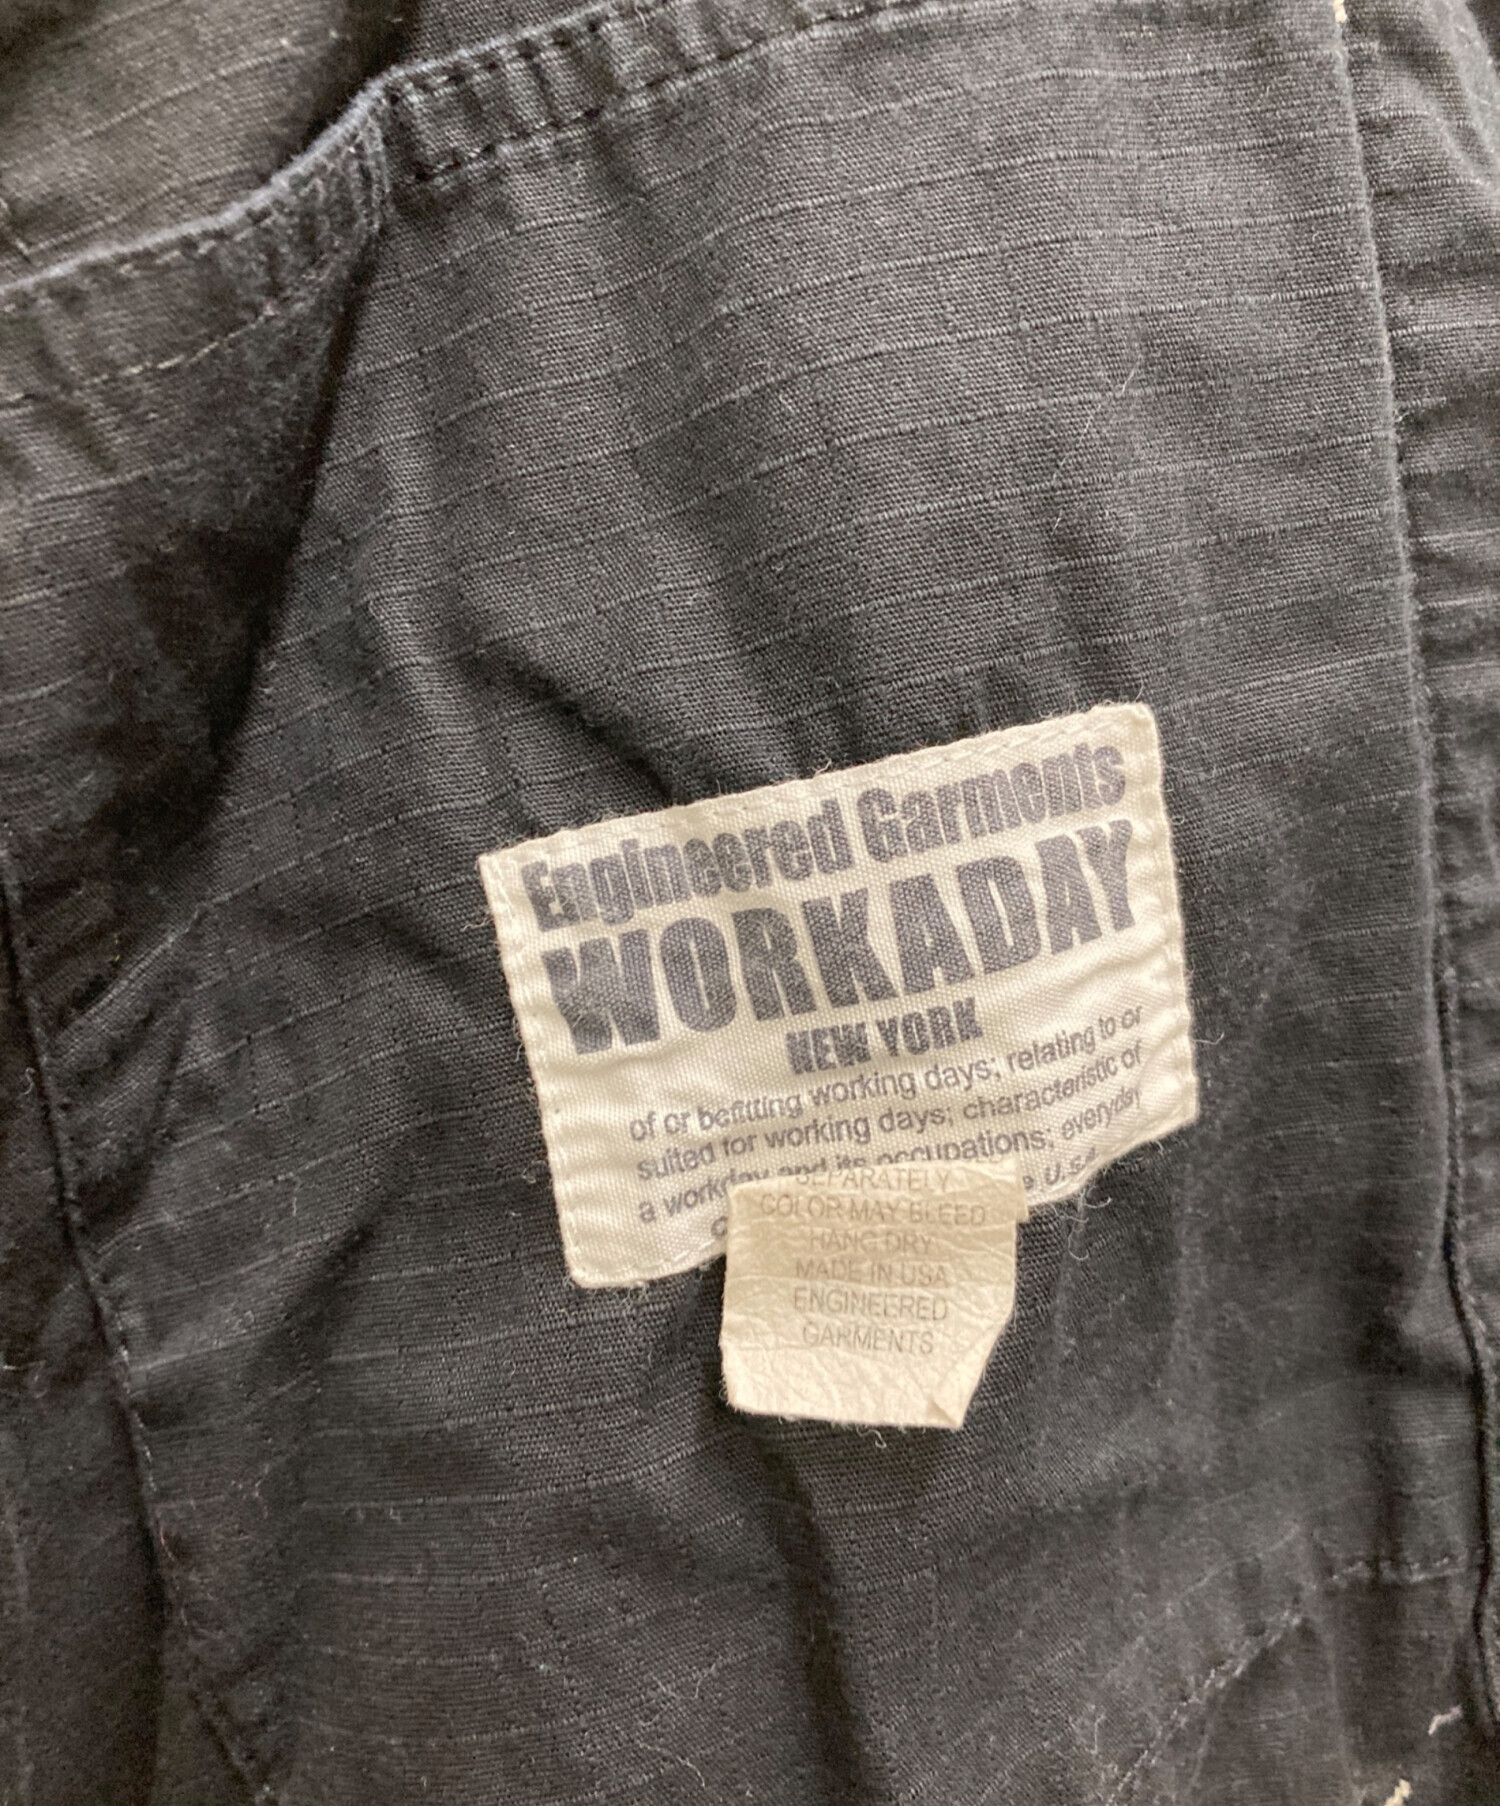 Engineered Garments
WORKADAY
NEW YORK
of or befitting working days; relating to or
suited for working days; characteristic of
a workday and its occupations; everyday
U.S.A.
SEPARATELY
COLOR MAY BLEED
HANG DRY
MADE IN USA
ENGINEERED
GARMENTS